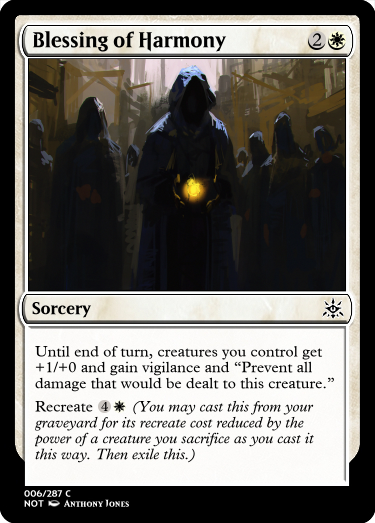 Blessing of Harmony 2
Sorcery
Until end of turn, creatures you control get
+1/+0 and gain vigilance and “Prevent all
damage that would be dealt to this creature.”
Recreate 4 (You may cast this from your
graveyard for its recreate cost reduced by the
power of a creature you sacrifice as you cast it
this way. Then exile this.)
006/287 C
NOT Anthony Jones